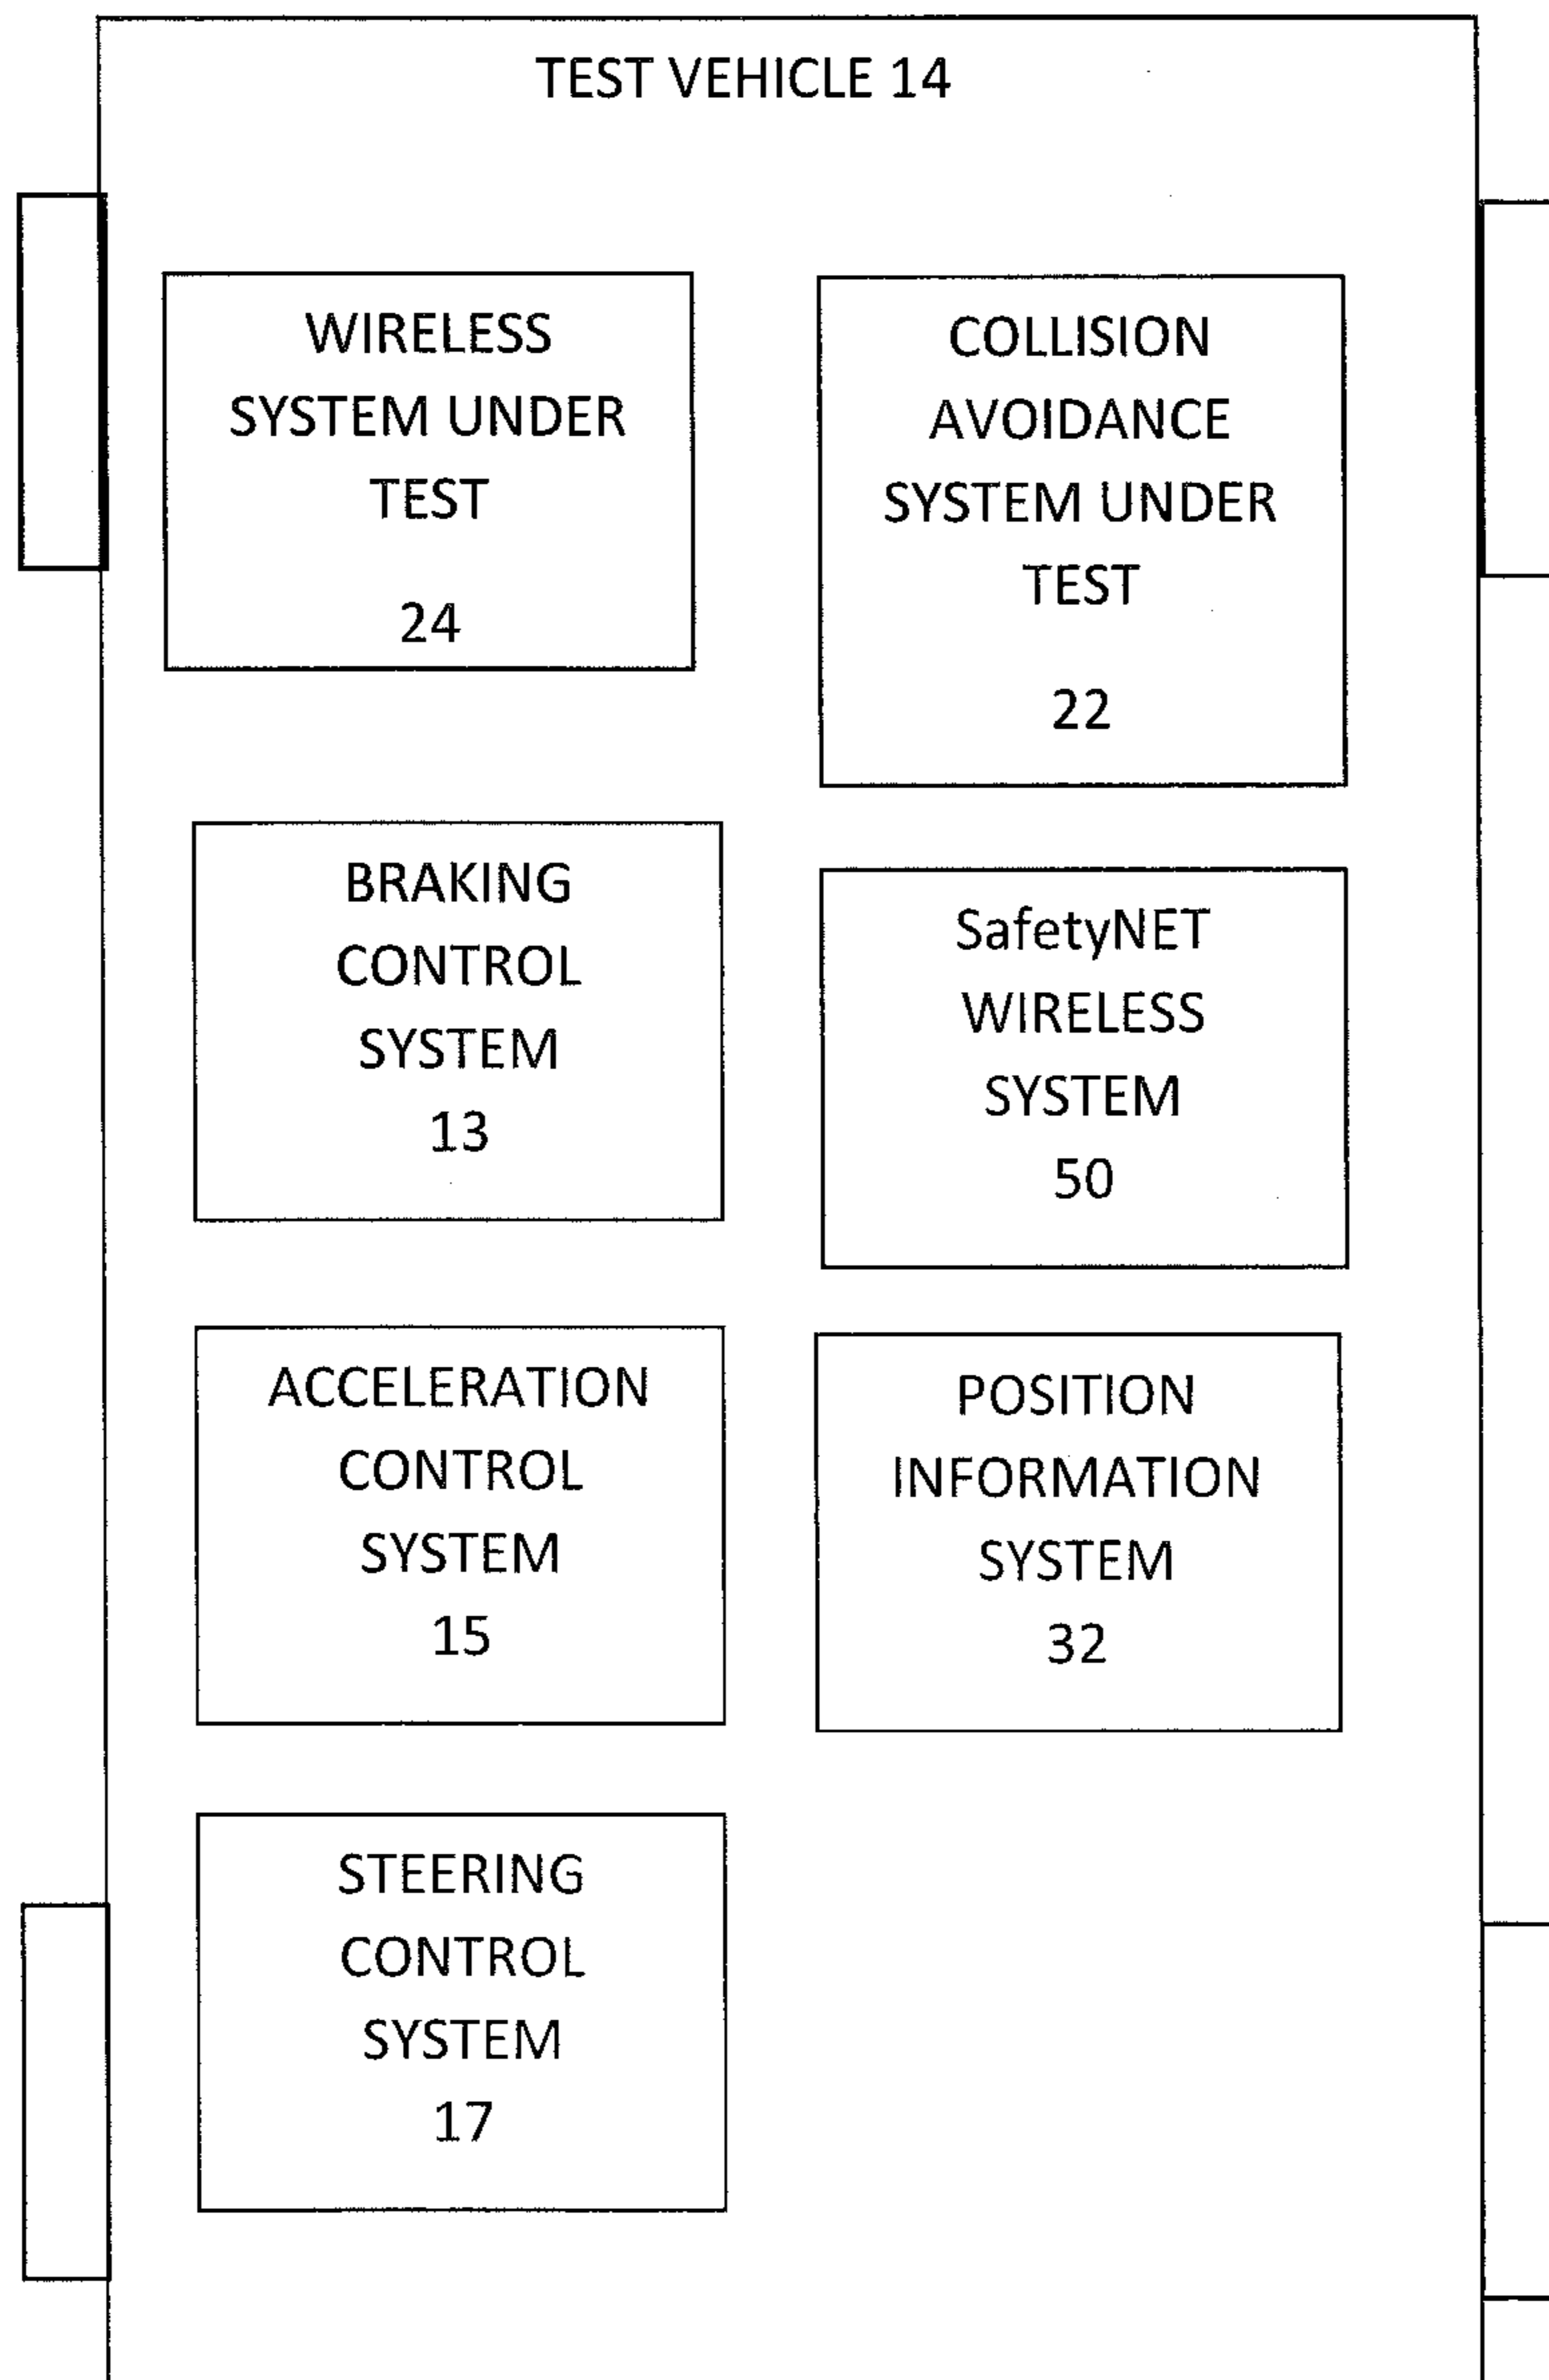 TEST VEHICLE 14
WIRELESS
SYSTEM UNDER
TEST
24
COLLISION
AVOIDANCE
SYSTEM UNDER
TEST
22
BRAKING
CONTROL
SYSTEM
13
SafetyNET
WIRELESS
SYSTEM
50
ACCELERATION
CONTROL
SYSTEM
15
POSITION
INFORMATION
SYSTEM
32
STEERING
CONTROL
SYSTEM
17